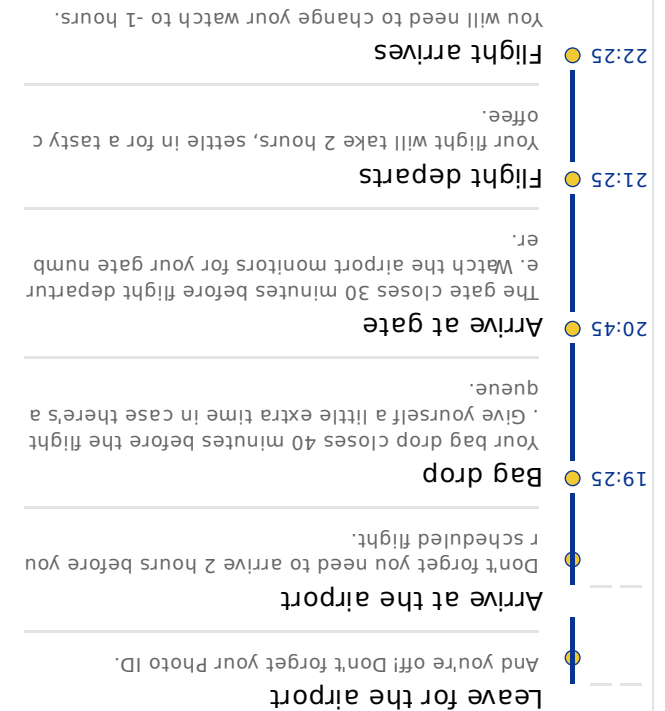 Leave for the airport
And you're off! Don't forget your Photo ID.
Arrive at the airport
Don't forget you need to arrive 2 hours before you
r scheduled flight.
19:25
Bag drop
Your bag drop closes 40 minutes before the flight
. Give yourself a little extra time in case there's a
queue.
20:45
Arrive at gate
The gate closes 30 minutes before flight departur
e. Watch the airport monitors for your gate numb
er.
21:25
Flight departs
Your flight will take 2 hours, settle in for a tasty c
offee.
22:25
Flight arrives
You will need to change your watch to -1 hours.